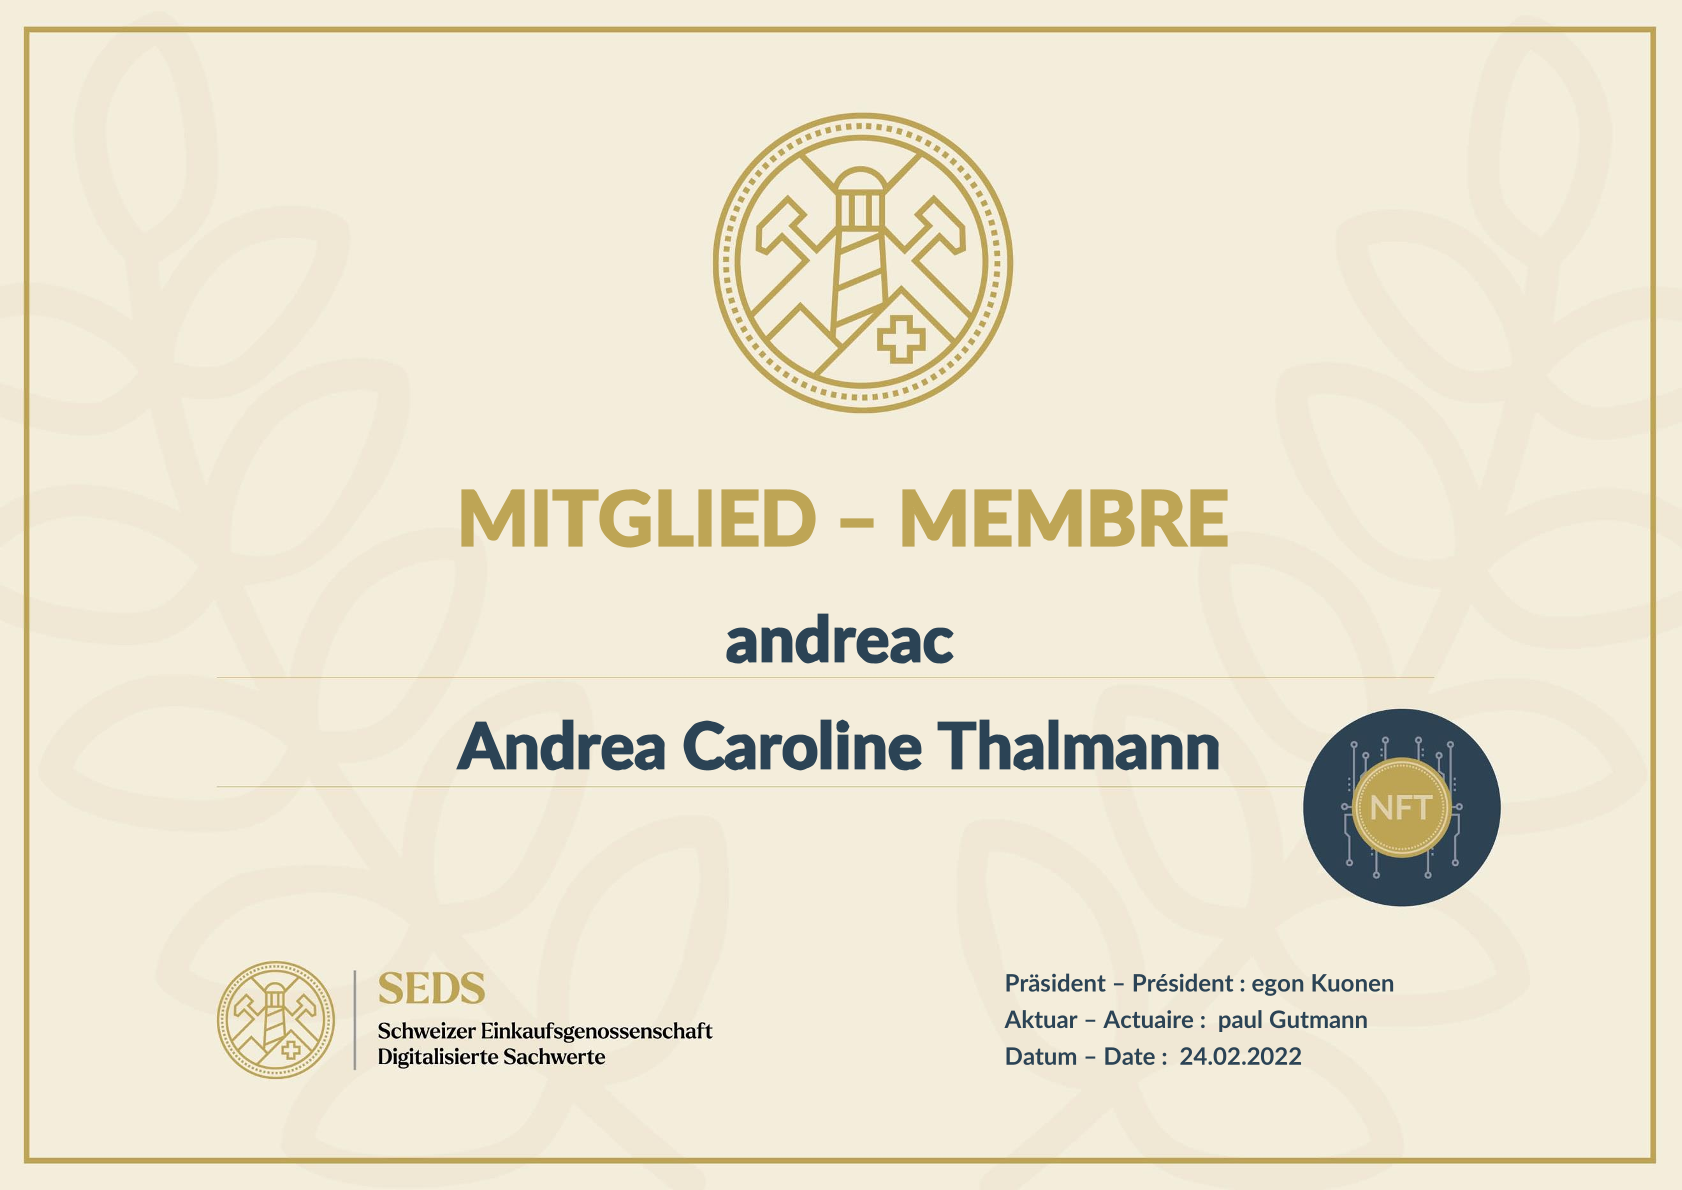 MITGLIED – MEMBRE
andreac
Andrea Caroline Thalmann
NFT
SEDS
Schweizer Einkaufsgenossenschaft
Digitalisierte Sachwerte
Präsident – Président : egon Kuonen
Aktuar – Actuaire : paul Gutmann
Datum – Date : 24.02.2022